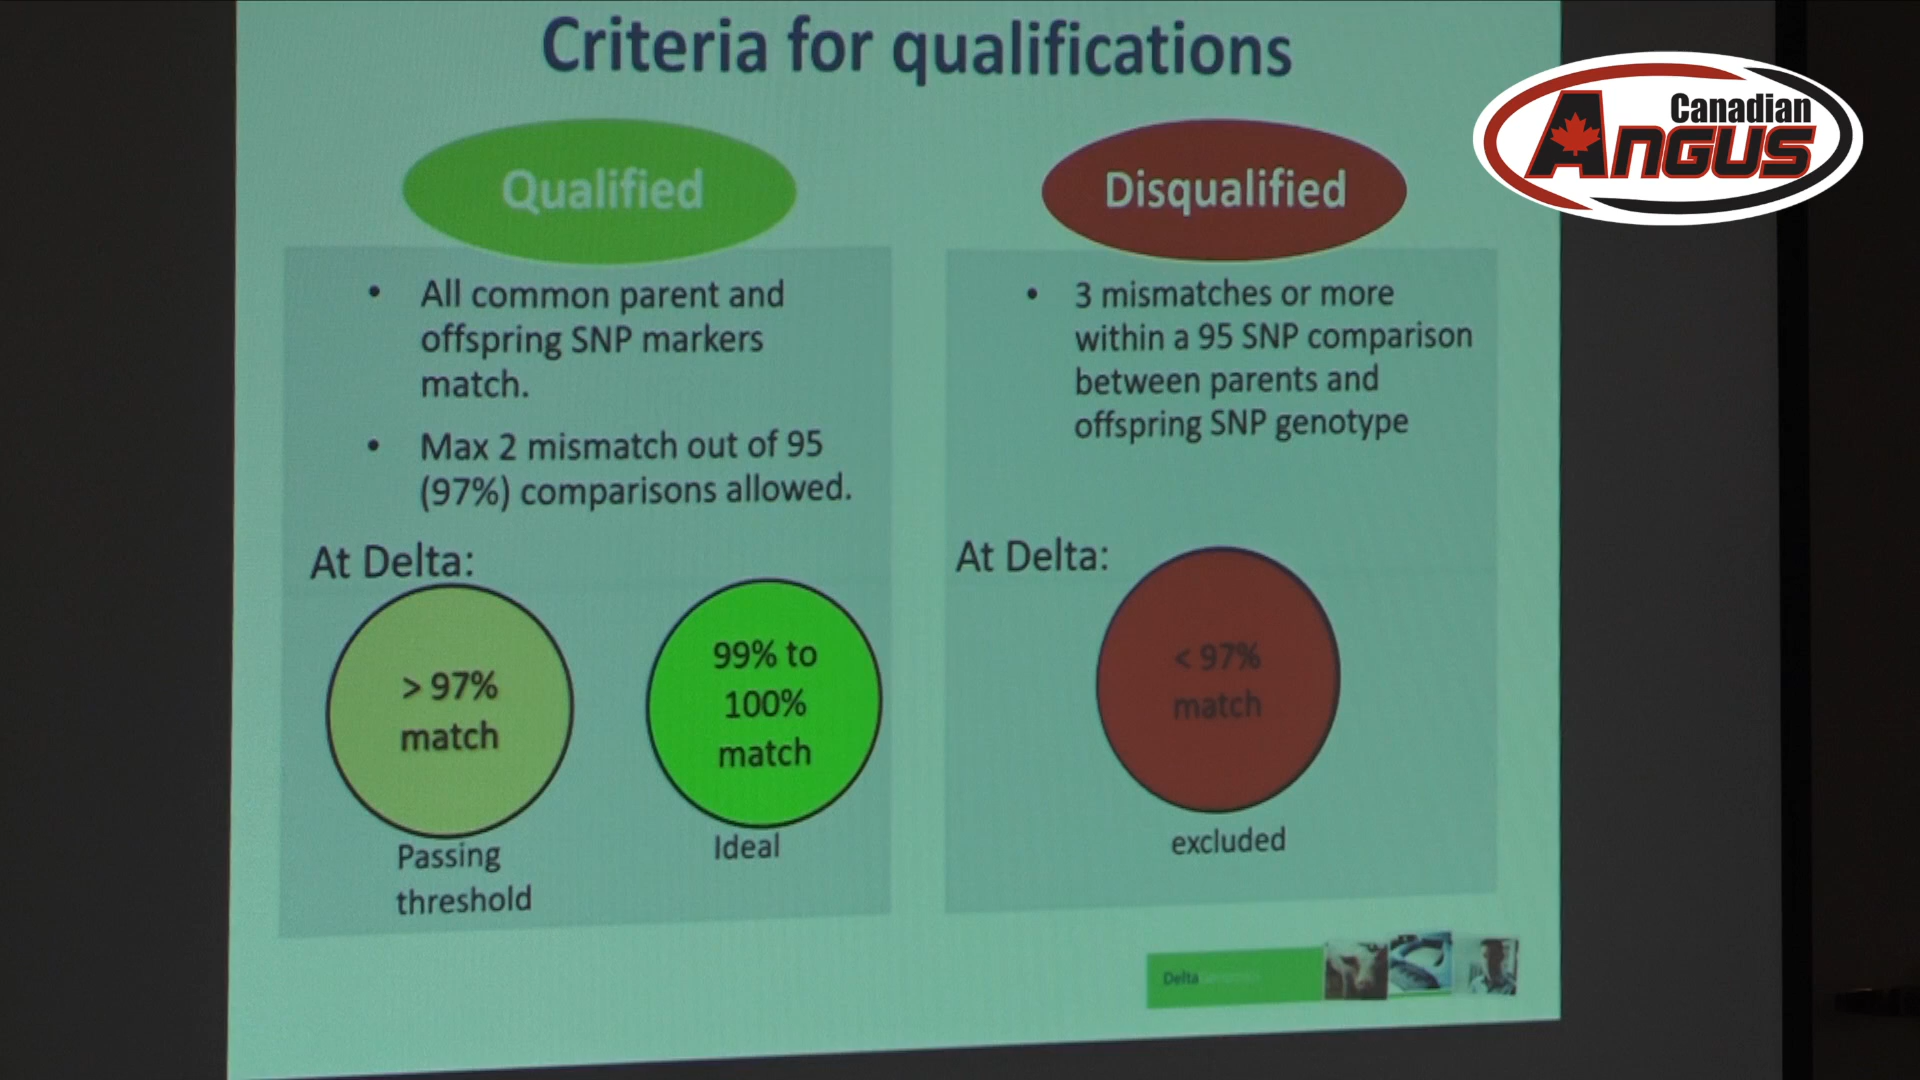 Criteria for qualifications
Canadian
Angus
Qualified
• All common parent and
offspring SNP markers
match.
• Max 2 mismatch out of 95
(97%) comparisons allowed.
At Delta:
> 97%
match
Passing
threshold
99% to
100%
match
Ideal
Disqualified
• 3 mismatches or more
within a 95 SNP comparison
between parents and
offspring SNP genotype
At Delta:
< 97%
match
excluded
Delta